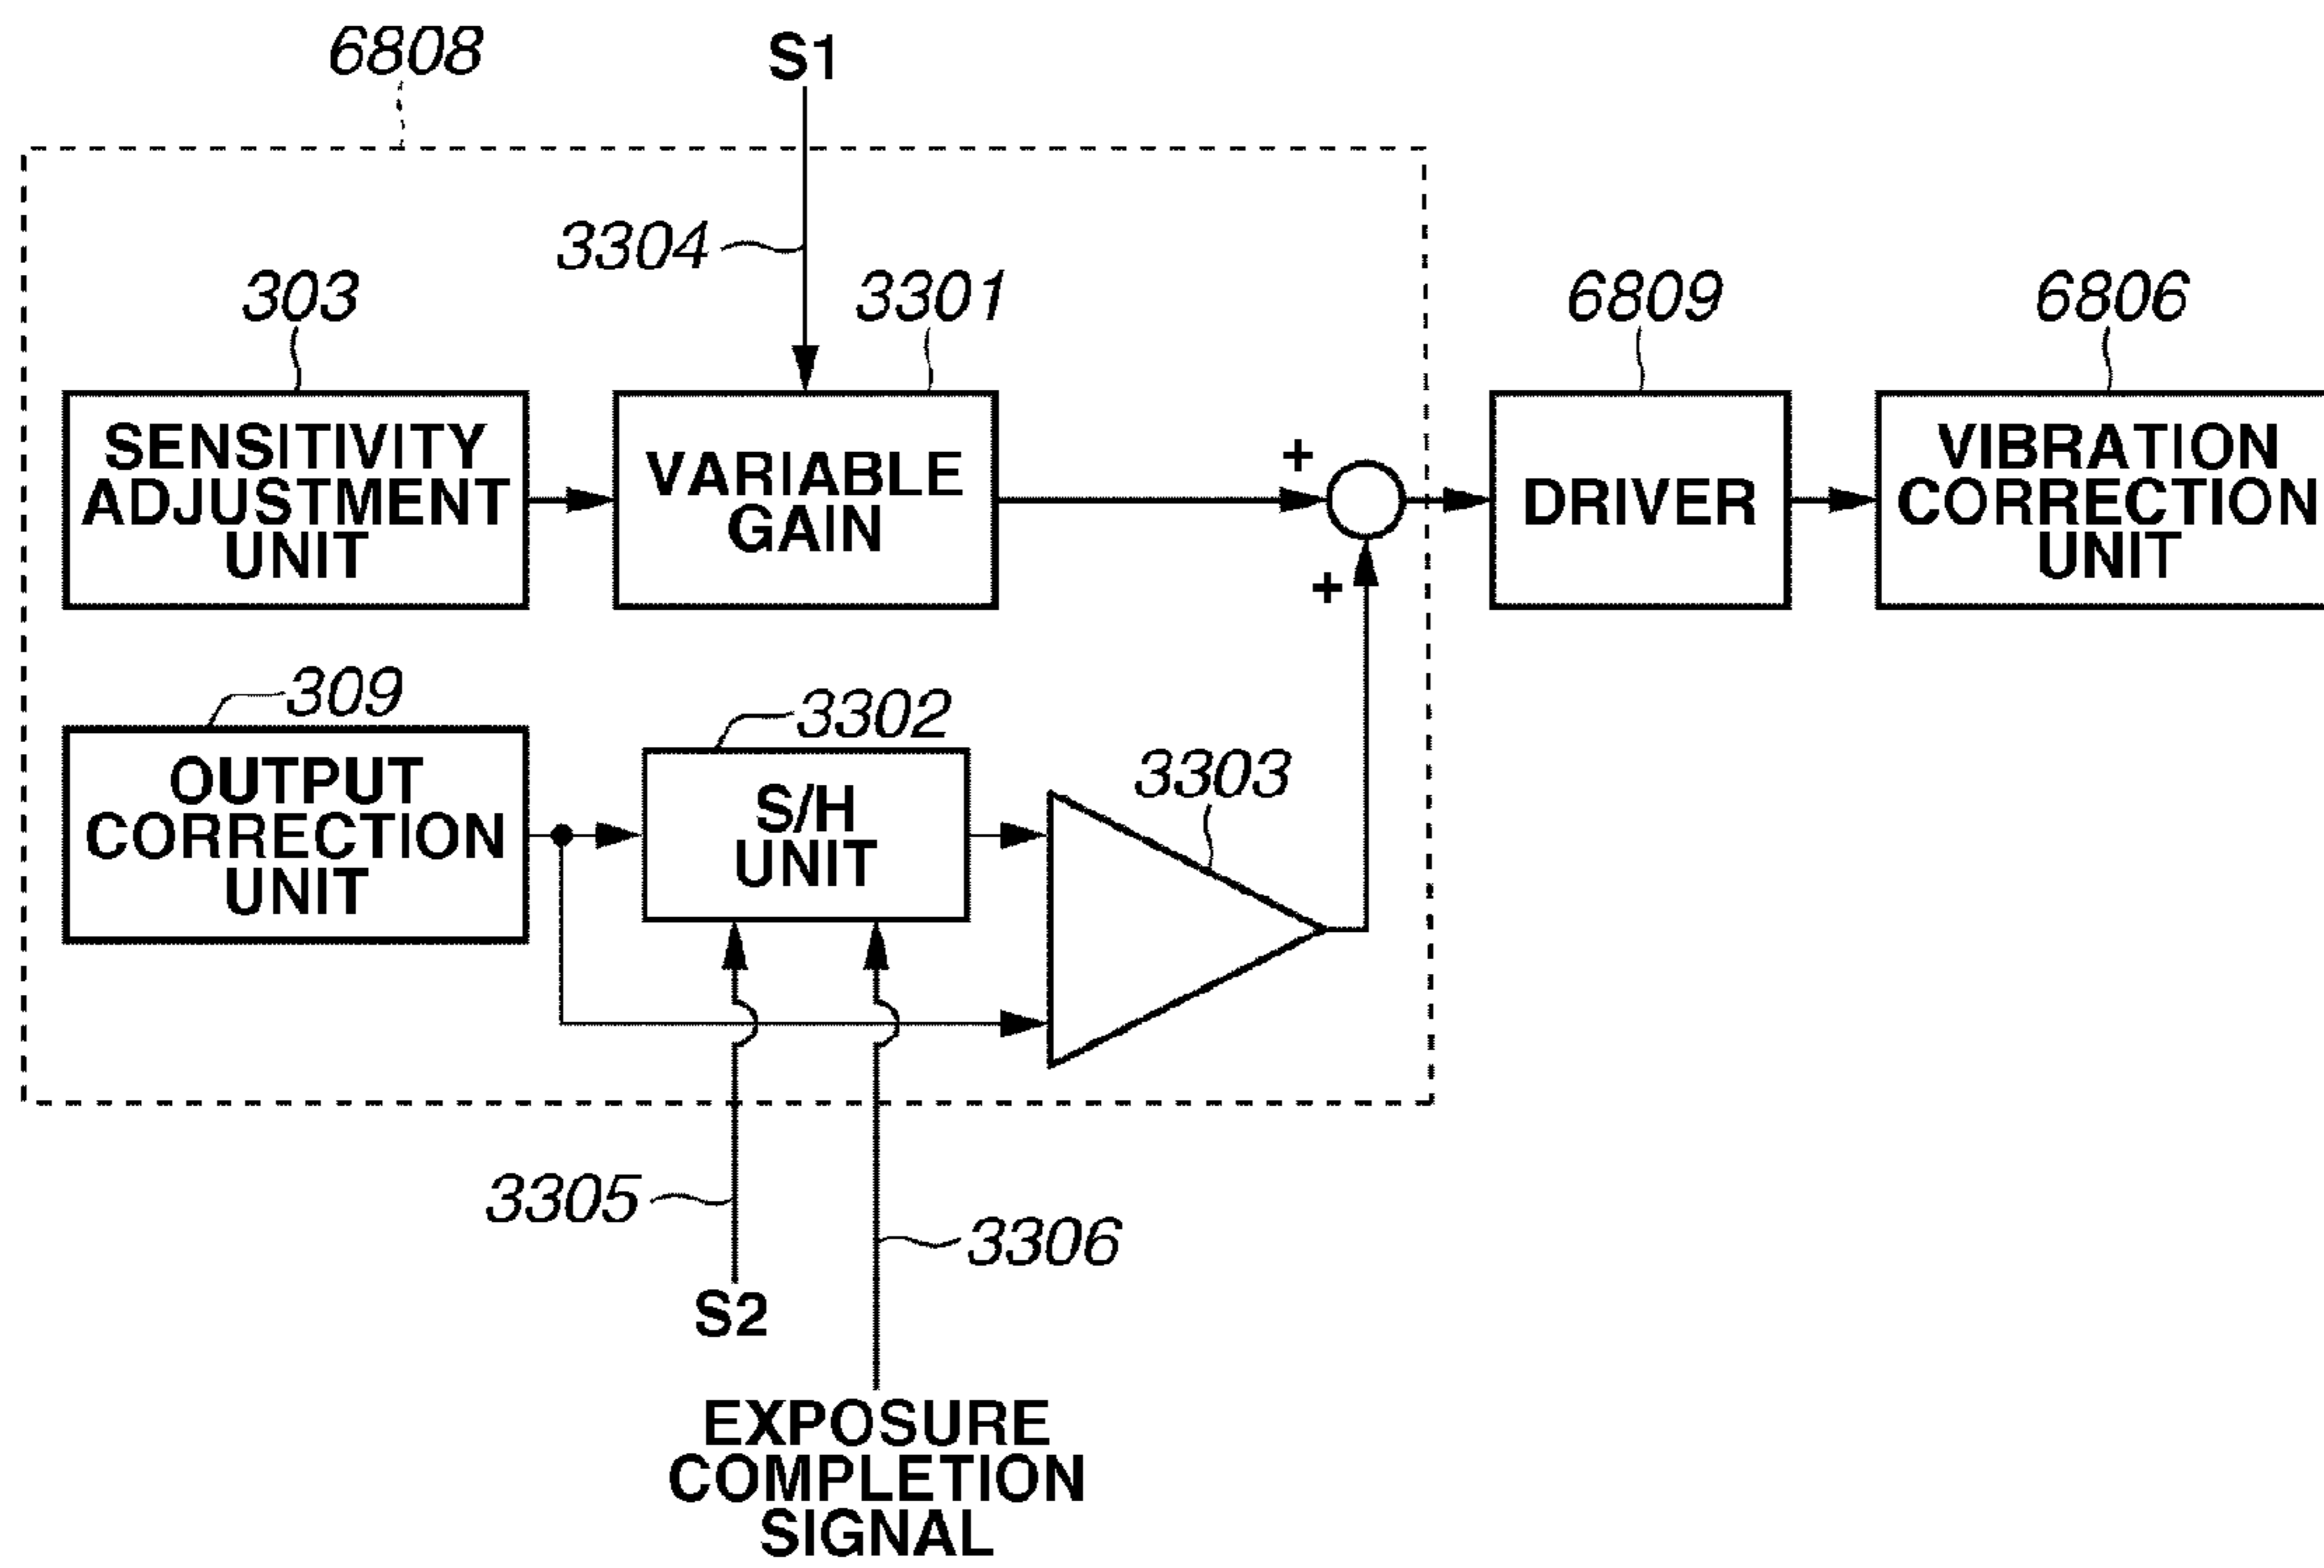 6808
S1
3304
303
3301
6809
6806
SENSITIVITY
ADJUSTMENT
UNIT
VARIABLE
GAIN
+
+
DRIVER
VIBRATION
CORRECTION
UNIT
309
3302
3303
OUTPUT
CORRECTION
UNIT
S/H
UNIT
3305
3306
S2
EXPOSURE
COMPLETION
SIGNAL